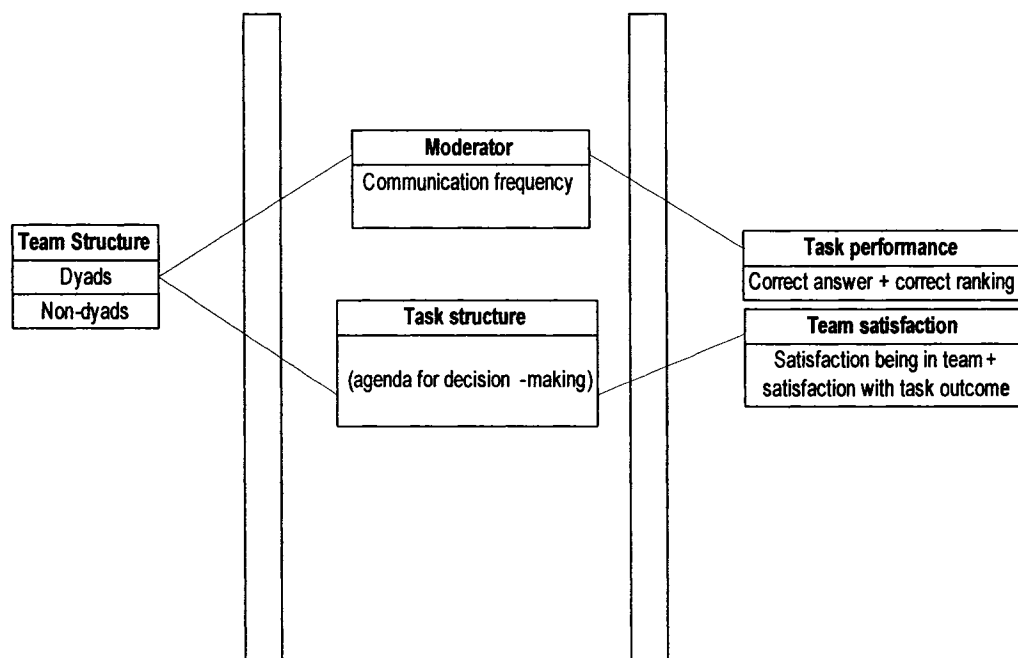 Team Structure
Dyads
Non-dyads
Moderator
Communication frequency
Task structure
(agenda for decision -making)
Task performance
Correct answer + correct ranking
Team satisfaction
Satisfaction being in team +
satisfaction with task outcome